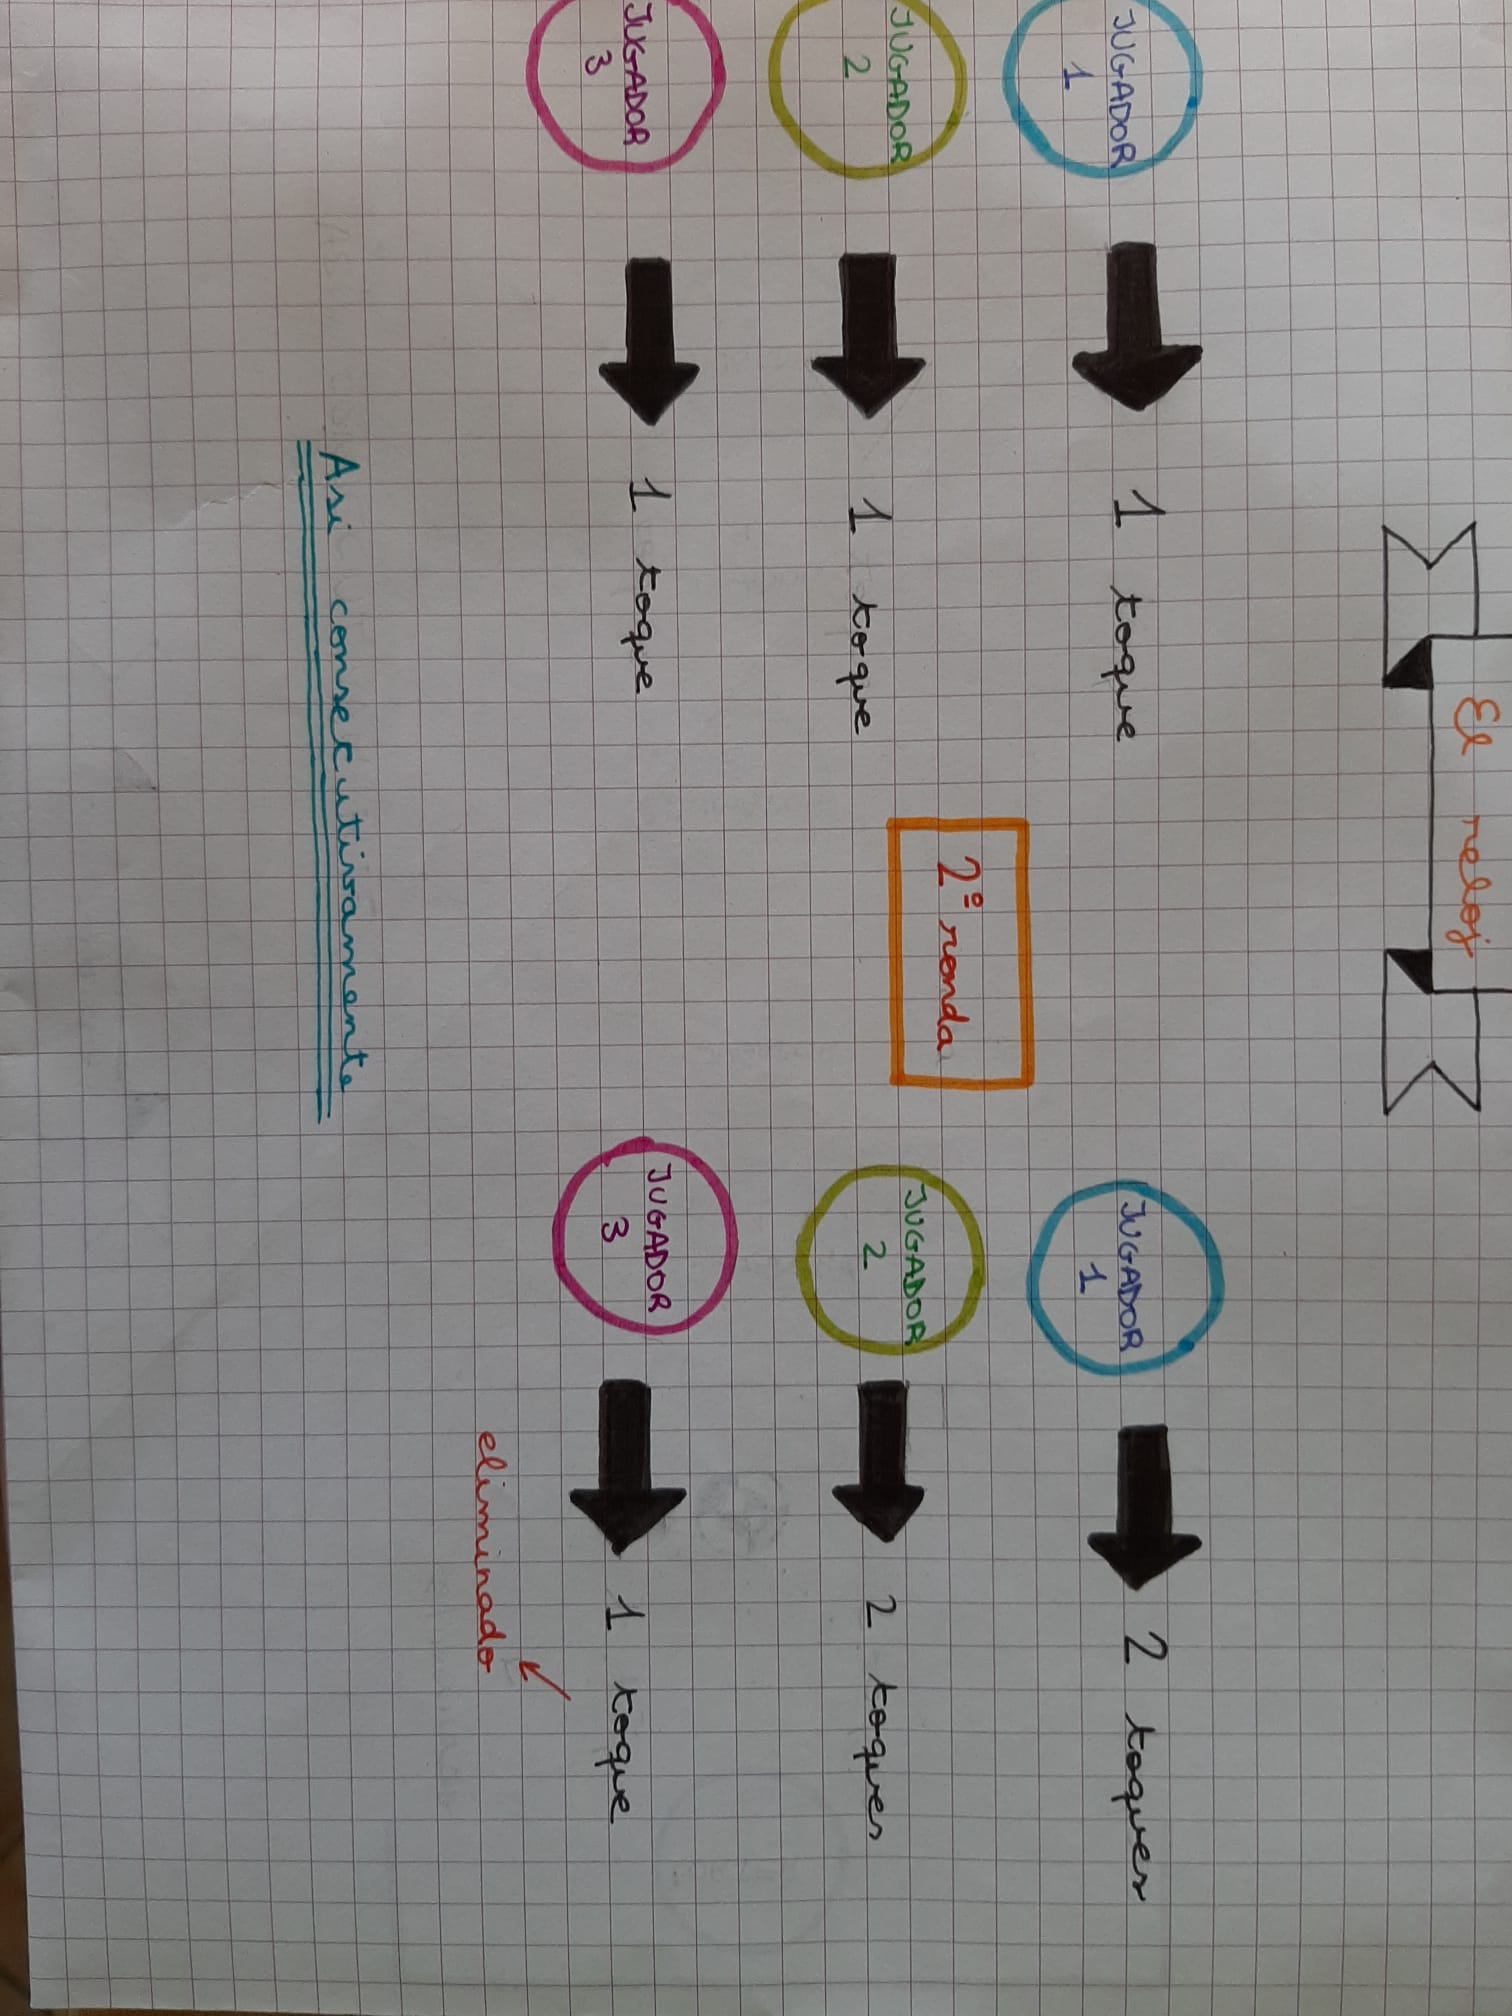 El reloj
JUGADOR
1
1 toque
JUGADOR
2
1 toque
JUGADOR
3
1 toque
2º ronda
JUGADOR
1
2 toques
JUGADOR
2
2 toques
JUGADOR
3
1 toque
eliminado
Asi consecutivamente